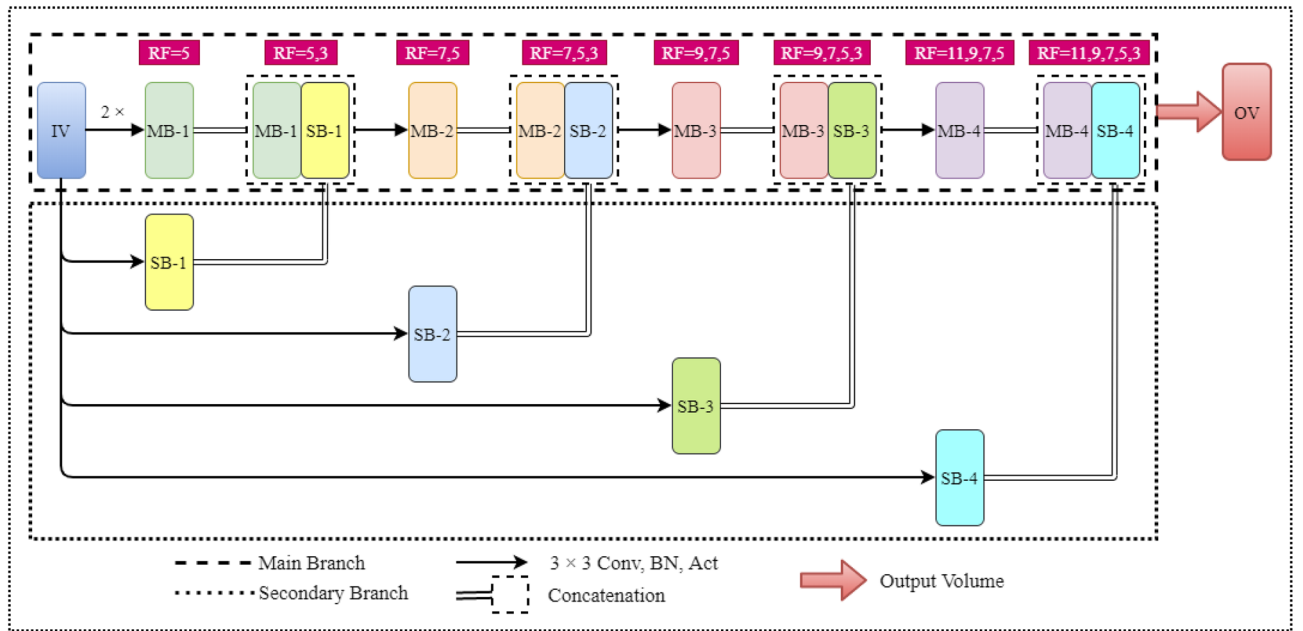 RF=5
RF=5,3
RF=7,5
RF=7,5,3
RF=9,7,5
RF=9,7,5,3
RF=11,9,7,5
RF=11,9,7,5,3
IV
2 ×
MB-1
MB-1
SB-1
MB-2
MB-2
SB-2
MB-3
MB-3
SB-3
MB-4
MB-4
SB-4
OV
SB-1
SB-2
SB-3
SB-4
Main Branch
3 × 3 Conv, BN, Act
Output Volume
Secondary Branch
Concatenation